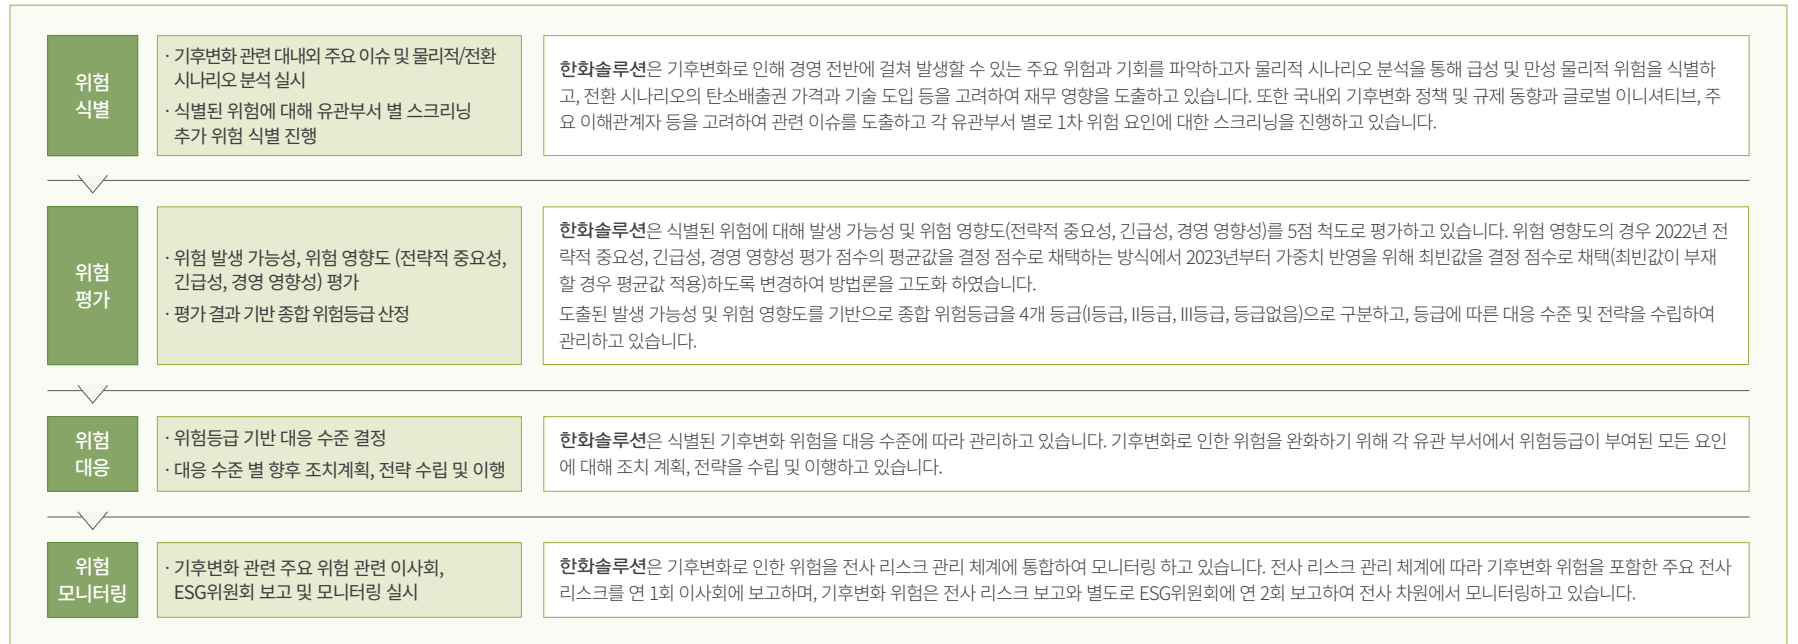 위험
식별
· 기후변화 관련 대내외 주요 이슈 및 물리적/전환
시나리오 분석 실시
· 식별된 위험에 대해 유관부서 별 스크리닝
추가 위험 식별 진행
한화솔루션은 기후변화로 인해 경영 전반에 걸쳐 발생할 수 있는 주요 위험과 기회를 파악하고자 물리적 시나리오 분석을 통해 급성 및 만성 물리적 위험을 식별하
고, 전환 시나리오의 탄소배출권 가격과 기술 도입 등을 고려하여 재무 영향을 도출하고 있습니다. 또한 국내외 기후변화 정책 및 규제 동향과 글로벌 이니셔티브, 주
요 이해관계자 등을 고려하여 관련 이슈를 도출하고 각 유관부서 별로 1차 위험 요인에 대한 스크리닝을 진행하고 있습니다.
위험
평가
· 위험 발생 가능성, 위험 영향도 (전략적 중요성,
긴급성, 경영 영향성) 평가
· 평가 결과 기반 종합 위험등급 산정
한화솔루션은 식별된 위험에 대해 발생 가능성 및 위험 영향도(전략적 중요성, 긴급성, 경영 영향성)를 5점 척도로 평가하고 있습니다. 위험 영향도의 경우 2022년 전
략적 중요성, 긴급성, 경영 영향성 평가 점수의 평균값을 결정 점수로 채택하는 방식에서 2023년부터 가중치 반영을 위해 최빈값을 결정 점수로 채택(최빈값이 부재
할 경우 평균값 적용)하도록 변경하여 방법론을 고도화 하였습니다.
도출된 발생 가능성 및 위험 영향도를 기반으로 종합 위험등급을 4개 등급(I등급, II등급, III등급, 등급없음)으로 구분하고, 등급에 따른 대응 수준 및 전략을 수립하여
관리하고 있습니다.
위험
대응
· 위험등급 기반 대응 수준 결정
· 대응 수준 별 향후 조치계획, 전략 수립 및 이행
한화솔루션은 식별된 기후변화 위험을 대응 수준에 따라 관리하고 있습니다. 기후변화로 인한 위험을 완화하기 위해 각 유관 부서에서 위험등급이 부여된 모든 요인
에 대해 조치 계획, 전략을 수립 및 이행하고 있습니다.
위험
모니터링
· 기후변화 관련 주요 위험 관련 이사회,
ESG위원회 보고 및 모니터링 실시
한화솔루션은 기후변화로 인한 위험을 전사 리스크 관리 체계에 통합하여 모니터링 하고 있습니다. 전사 리스크 관리 체계에 따라 기후변화 위험을 포함한 주요 전사
리스크를 연 1회 이사회에 보고하며, 기후변화 위험은 전사 리스크 보고와 별도로 ESG위원회에 연 2회 보고하여 전사 차원에서 모니터링하고 있습니다.